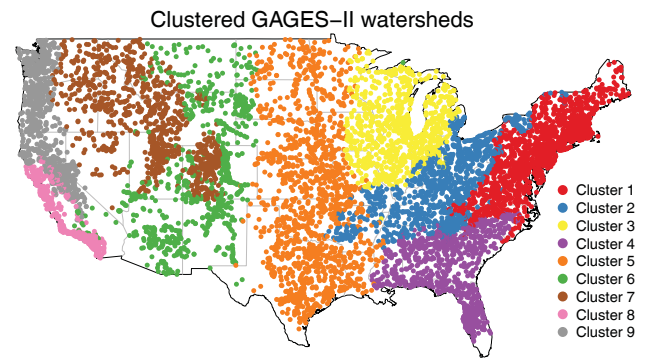 Clustered GAGES−II watersheds
Cluster 1
Cluster 2
Cluster 3
Cluster 4
Cluster 5
Cluster 6
Cluster 7
Cluster 8
Cluster 9